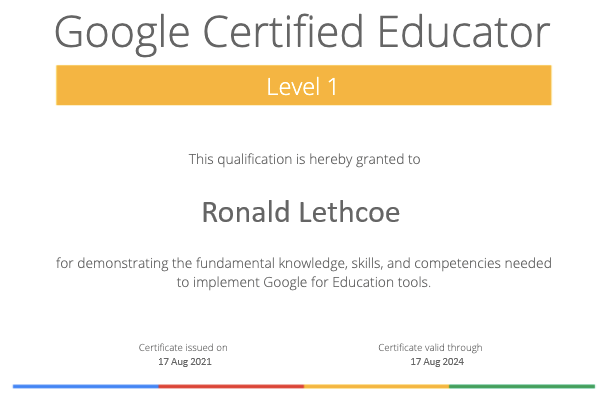 Google Certified Educator
Level 1
This qualification is hereby granted to
Ronald Lethcoe
for demonstrating the fundamental knowledge, skills, and competencies needed
to implement Google for Education tools.
Certificate issued on
17 Aug 2021
Certificate valid through
17 Aug 2024